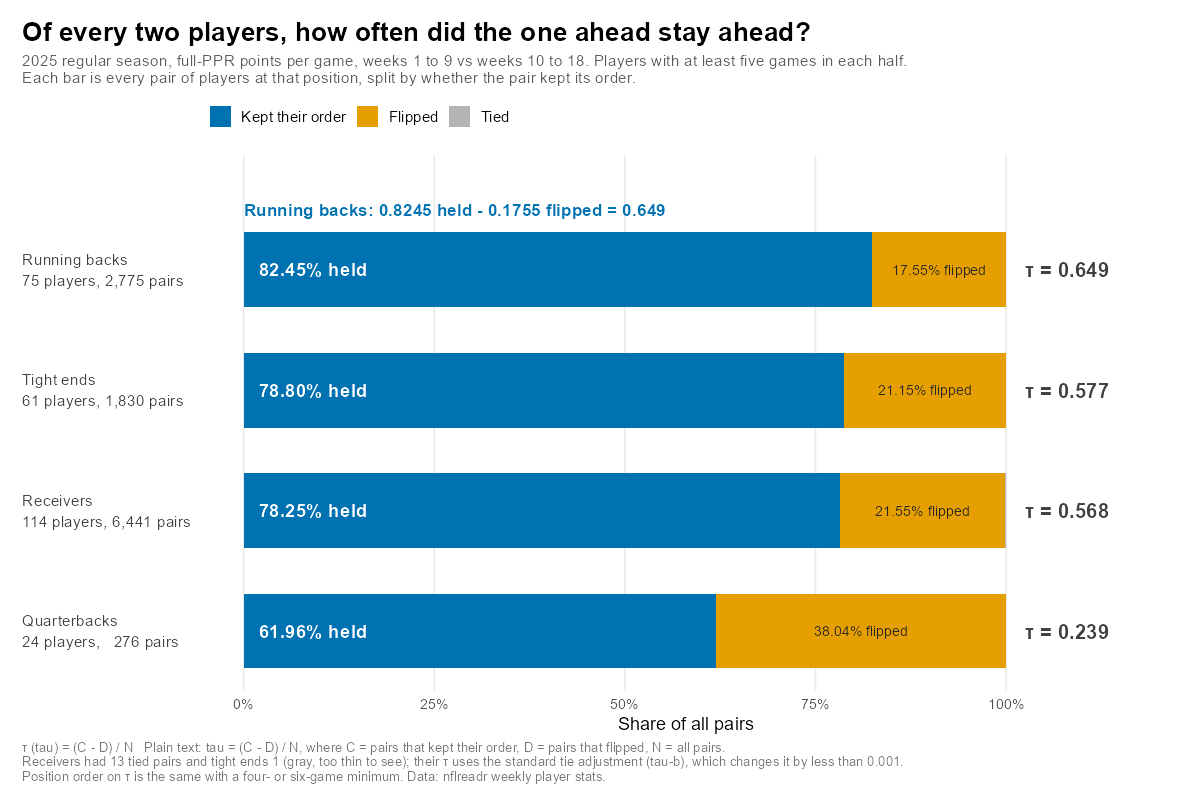 Of every two players, how often did the one ahead stay ahead?
2025 regular season, full-PPR points per game, weeks 1 to 9 vs weeks 10 to 18. Players with at least five games in each half.
Each bar is every pair of players at that position, split by whether the pair kept its order.
Kept their order Flipped Tied
Running backs: 0.8245 held - 0.1755 flipped = 0.649
Running backs
75 players, 2,775 pairs
82.45% held 17.55% flipped τ = 0.649
Tight ends
61 players, 1,830 pairs
78.80% held 21.15% flipped τ = 0.577
Receivers
114 players, 6,441 pairs
78.25% held 21.55% flipped τ = 0.568
Quarterbacks
24 players, 276 pairs
61.96% held 38.04% flipped τ = 0.239
0% 25% 50% 75% 100%
Share of all pairs
τ (tau) = (C - D) / N Plain text: tau = (C - D) / N, where C = pairs that kept their order, D = pairs that flipped, N = all pairs.
Receivers had 13 tied pairs and tight ends 1 (gray, too thin to see); their τ uses the standard tie adjustment (tau-b), which changes it by less than 0.001.
Position order on τ is the same with a four- or six-game minimum. Data: nflreadr weekly player stats.